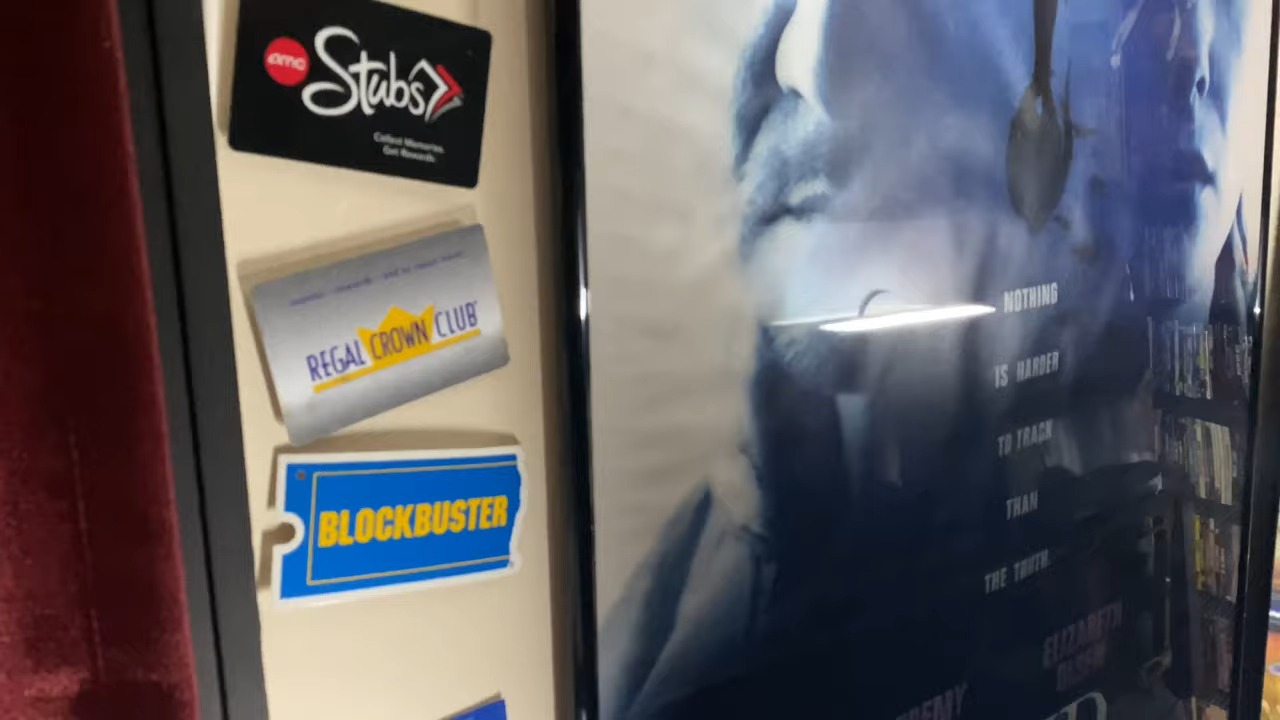 amc Stubs
Collect Memories.
Get Rewards.
REGAL CROWN CLUB
BLOCKBUSTER
NOTHING
IS HARDER
TO TRACK
THAN
THE TRUTH.
ELIZABETH
OLSEN